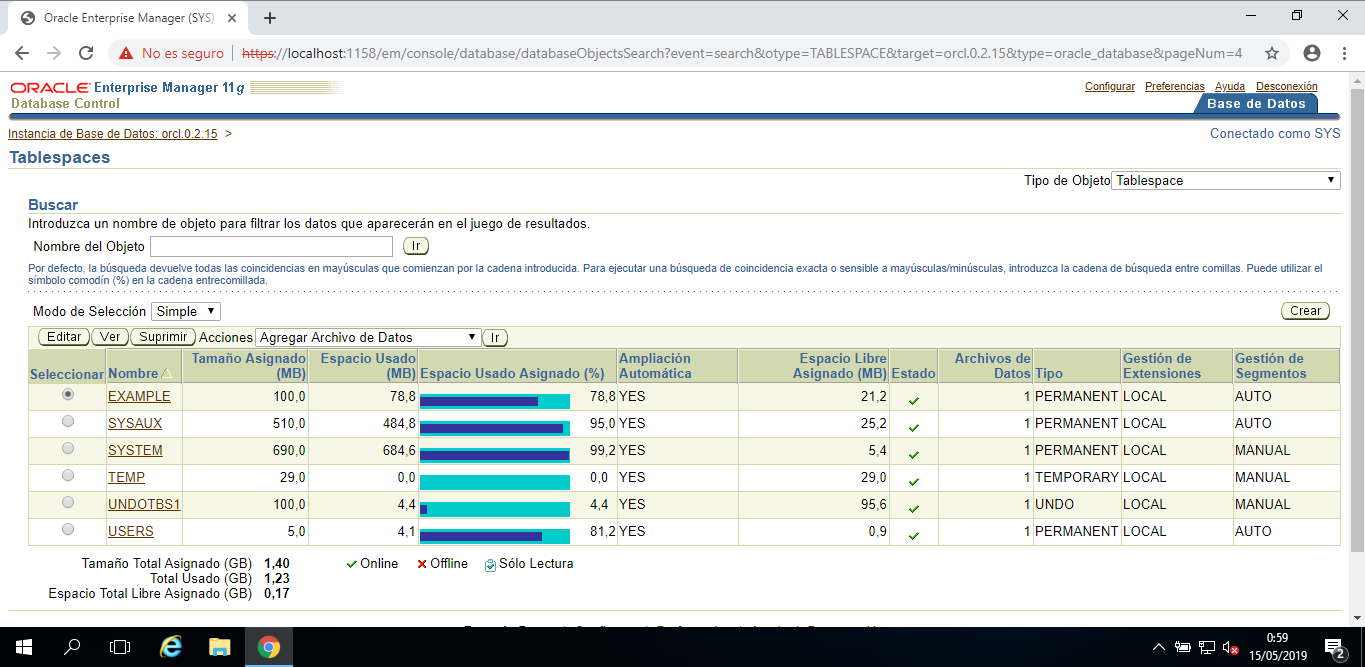 Oracle Enterprise Manager (SYS)
No es seguro
https://localhost:1158/em/console/database/databaseObjectsSearch?event=search&otype=TABLESPACE&target=orcl.0.2.15&type=oracle_database&pageNum=4
ORACLE Enterprise Manager 11g
Database Control
Configurar Preferencias Ayuda Desconexión
Base de Datos
Instancia de Base de Datos: orcl.0.2.15 >
Conectado como SYS
Tablespaces
Tipo de Objeto Tablespace
Buscar
Introduzca un nombre de objeto para filtrar los datos que aparecerán en el juego de resultados.
Nombre del Objeto Ir
Por defecto, la búsqueda devuelve todas las coincidencias en mayúsculas que comienzan por la cadena introducida. Para ejecutar una búsqueda de coincidencia exacta o sensible a mayúsculas/minúsculas, introduzca la cadena de búsqueda entre comillas. Puede utilizar el
símbolo comodín (%) en la cadena entrecomillada.
Modo de Selección Simple
Crear
Editar Ver Suprimir Acciones Agregar Archivo de Datos Ir
Seleccionar Nombre Tamaño Asignado (MB) Espacio Usado (MB) Espacio Usado Asignado (%) Ampliación Automática Espacio Libre Asignado (MB) Estado Archivos de Datos Tipo Gestión de Extensiones Gestión de Segmentos
EXAMPLE 100,0 78,8 78,8 YES 21,2 1 PERMANENT LOCAL AUTO
SYSAUX 510,0 484,8 95,0 YES 25,2 1 PERMANENT LOCAL AUTO
SYSTEM 690,0 684,6 99,2 YES 5,4 1 PERMANENT LOCAL MANUAL
TEMP 29,0 0,0 0,0 YES 29,0 1 TEMPORARY LOCAL MANUAL
UNDOTBS1 100,0 4,4 4,4 YES 95,6 1 UNDO LOCAL MANUAL
USERS 5,0 4,1 81,2 YES 0,9 1 PERMANENT LOCAL AUTO
Tamaño Total Asignado (GB) 1,40
Online Offline Sólo Lectura
Total Usado (GB) 1,23
Espacio Total Libre Asignado (GB) 0,17
0:59
15/05/2019
2